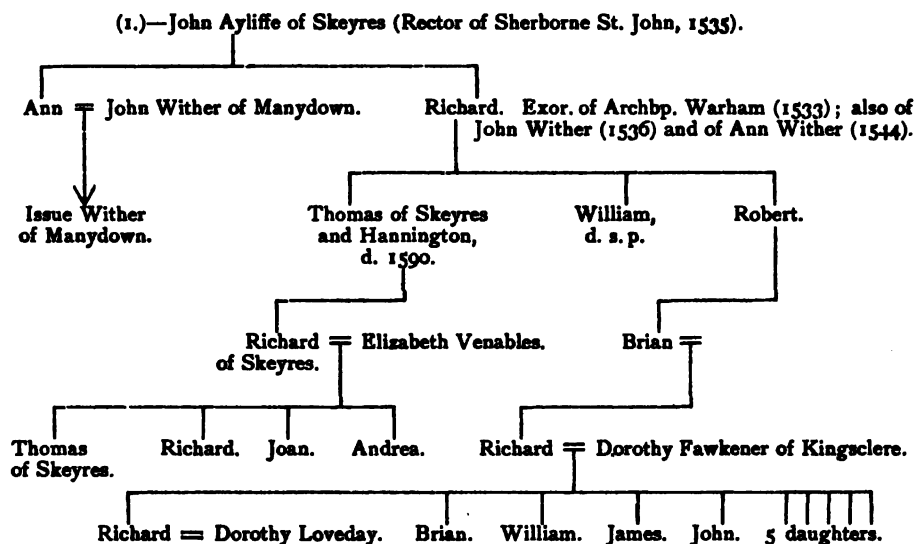 (1.)—John Ayliffe of Skeyres (Rector of Sherborne St. John, 1535).
Ann = John Wither of Manydown.
Richard. Exor. of Archbp. Warham (1533); also of
John Wither (1536) and of Ann Wither (1544).
Issue Wither
of Manydown.
Thomas of Skeyres
and Hannington,
d. 1590.
William,
d. s. p.
Robert.
Richard = Elizabeth Venables.
of Skeyres.
Brian =
Thomas
of Skeyres.
Richard.
Joan.
Andrea.
Richard = Dorothy Fawkener of Kingsclere.
Richard = Dorothy Loveday.
Brian.
William.
James.
John.
5 daughters.